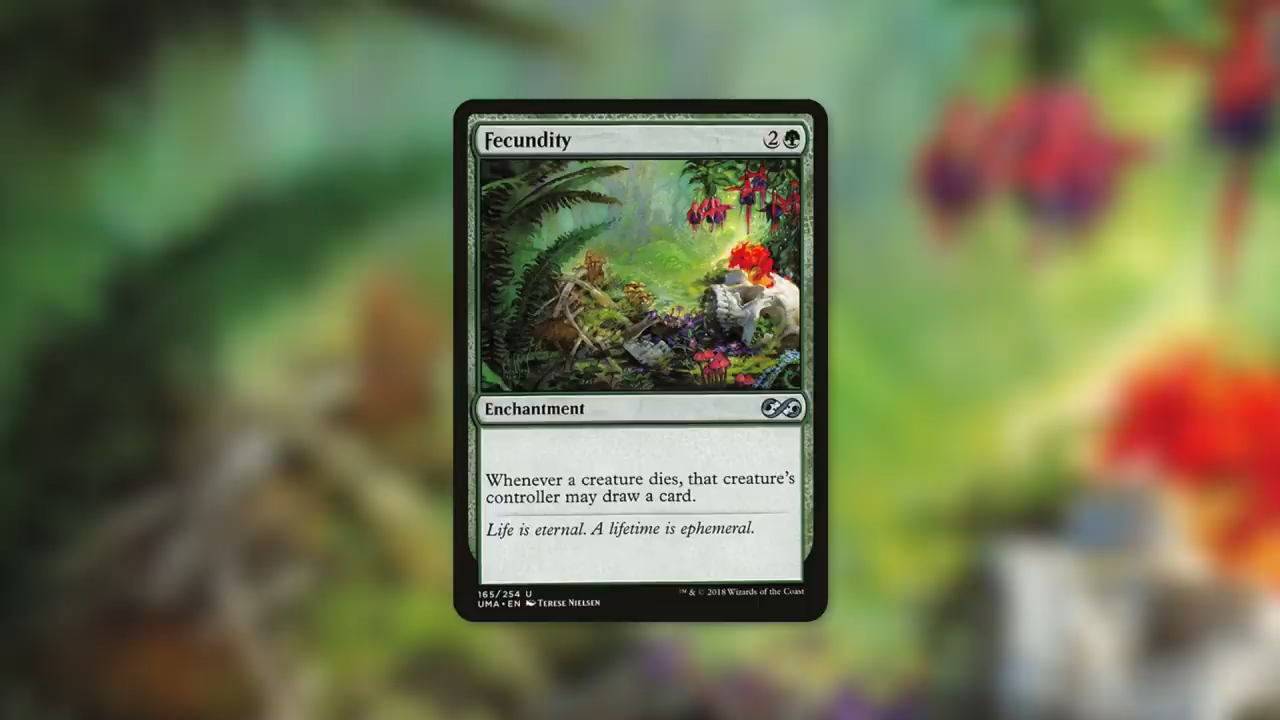 Fecundity 2
Enchantment
Whenever a creature dies, that creature's
controller may draw a card.
Life is eternal. A lifetime is ephemeral.
165/254 U
™ & © 2018 Wizards of the Coast
UMA • EN TERESE NIELSEN